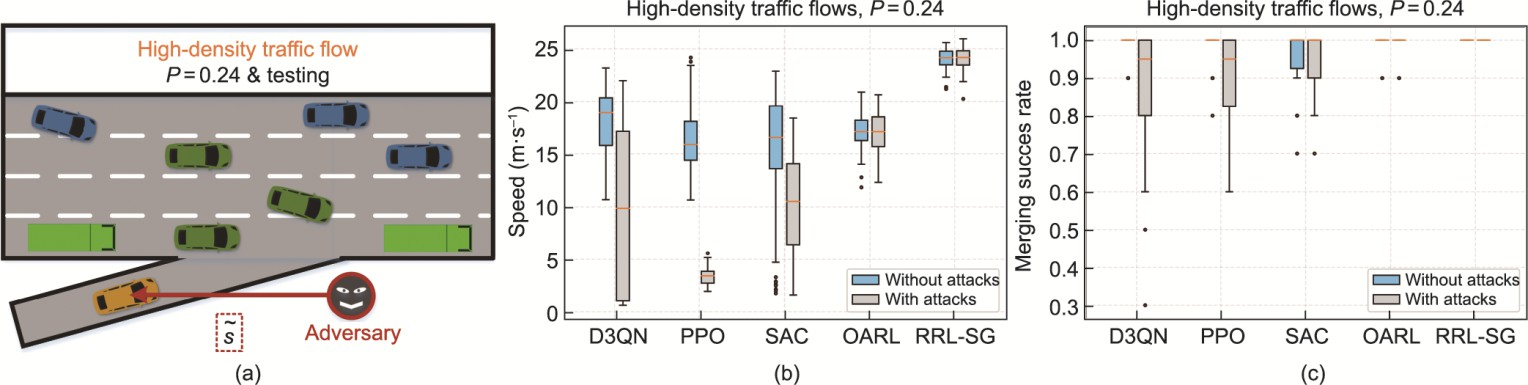 High-density traffic flow
P = 0.24 & testing
s̃
Adversary
(a)
High-density traffic flows, P = 0.24
Speed (m·s⁻¹)
25
20
15
10
5
0
Without attacks
With attacks
D3QN PPO SAC OARL RRL-SG
(b)
High-density traffic flows, P = 0.24
Merging succes rate
1.0
0.9
0.8
0.7
0.6
0.5
0.4
0.3
Without attacks
With attacks
D3QN PPO SAC OARL RRL-SG
(c)